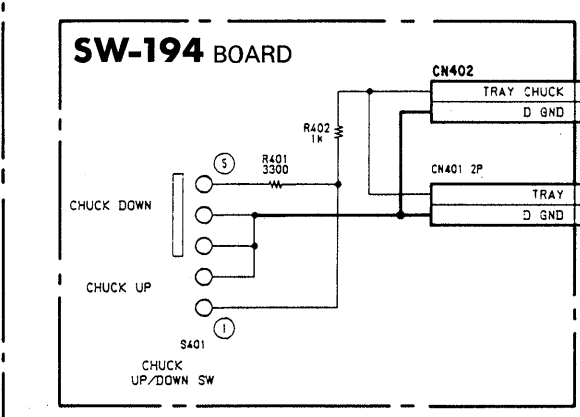 SW-194 BOARD
CN402
TRAY CHUCK
D GND
R402
1K
R401
3300
5
CN401 2P
TRAY
D GND
CHUCK DOWN
CHUCK UP
1
S401
CHUCK
UP/DOWN SW